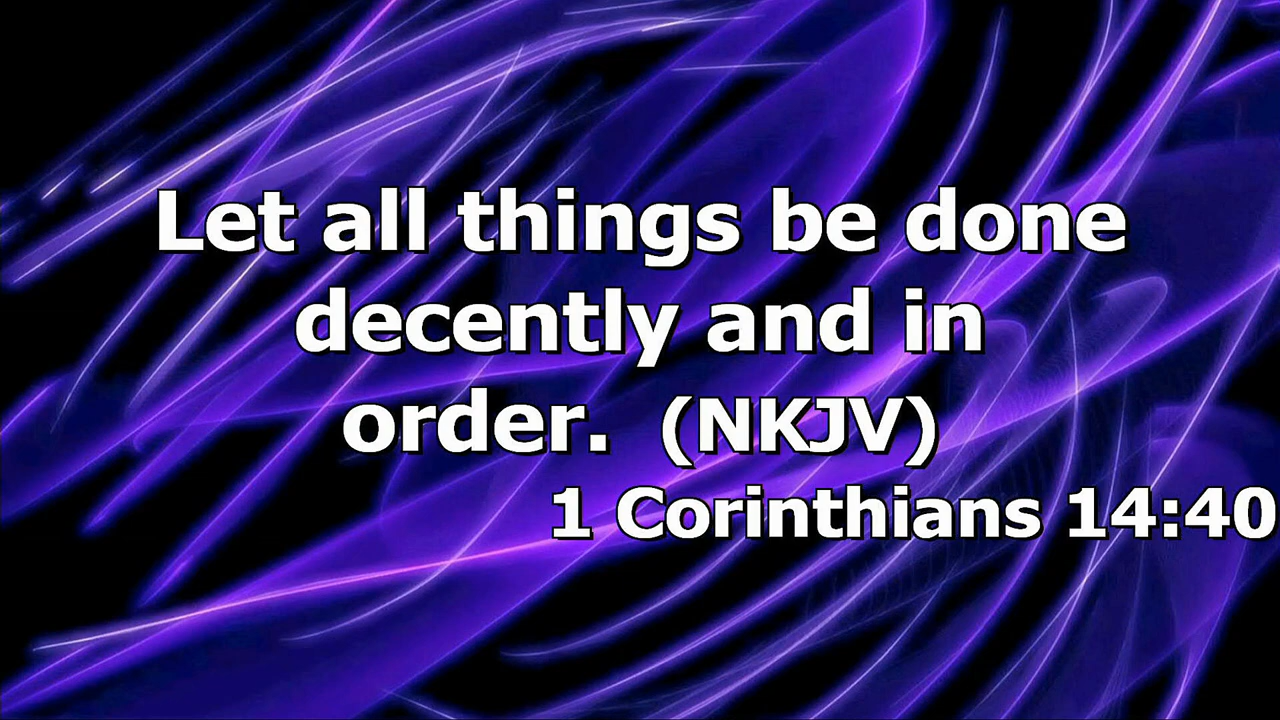 Let all things be done
decently and in
order. (NKJV)
1 Corinthians 14:40